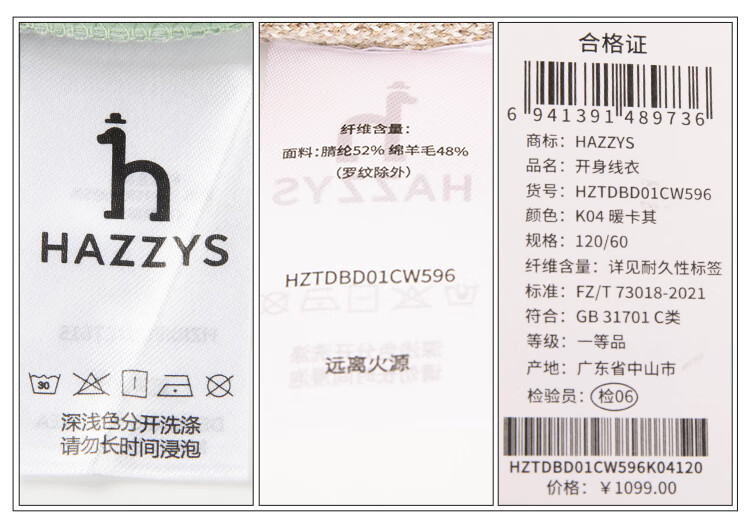 HAZZYS
30
深浅色分开洗涤
请勿长时间浸泡
纤维含量：
面料：腈纶52% 绵羊毛48%
（罗纹除外）
HAZZYS
HZTDBD01CW596
远离火源
合格证
6 941391 489736
商标：HAZZYS
品名：开身线衣
货号：HZTDBD01CW596
颜色：K04 暖卡其
规格：120/60
纤维含量：详见耐久性标签
标准：FZ/T 73018-2021
符合：GB 31701 C类
等级：一等品
产地：广东省中山市
检验员：检06
HZTDBD01CW596K04120
价格：￥1099.00